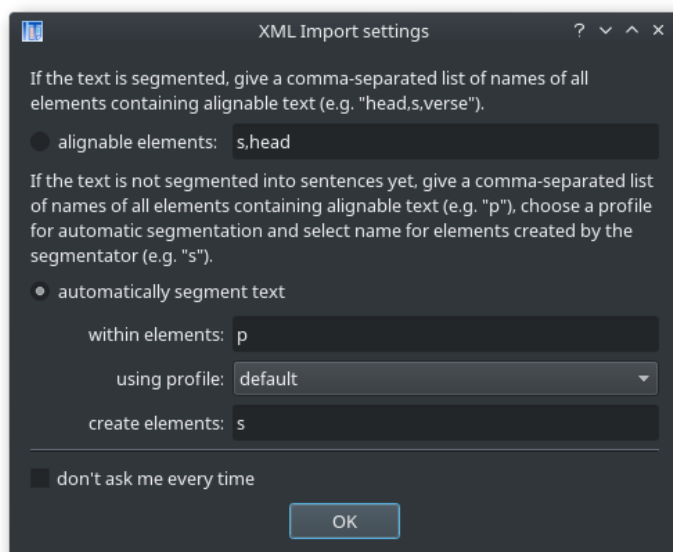 XML Import settings
If the text is segmented, give a comma-separated list of names of all
elements containing alignable text (e.g. "head,s,verse").
alignable elements: s,head
If the text is not segmented into sentences yet, give a comma-separated list
of names of all elements containing alignable text (e.g. "p"), choose a profile
for automatic segmentation and select name for elements created by the
segmentator (e.g. "s").
automatically segment text
within elements: p
using profile: default
create elements: s
don't ask me every time
OK